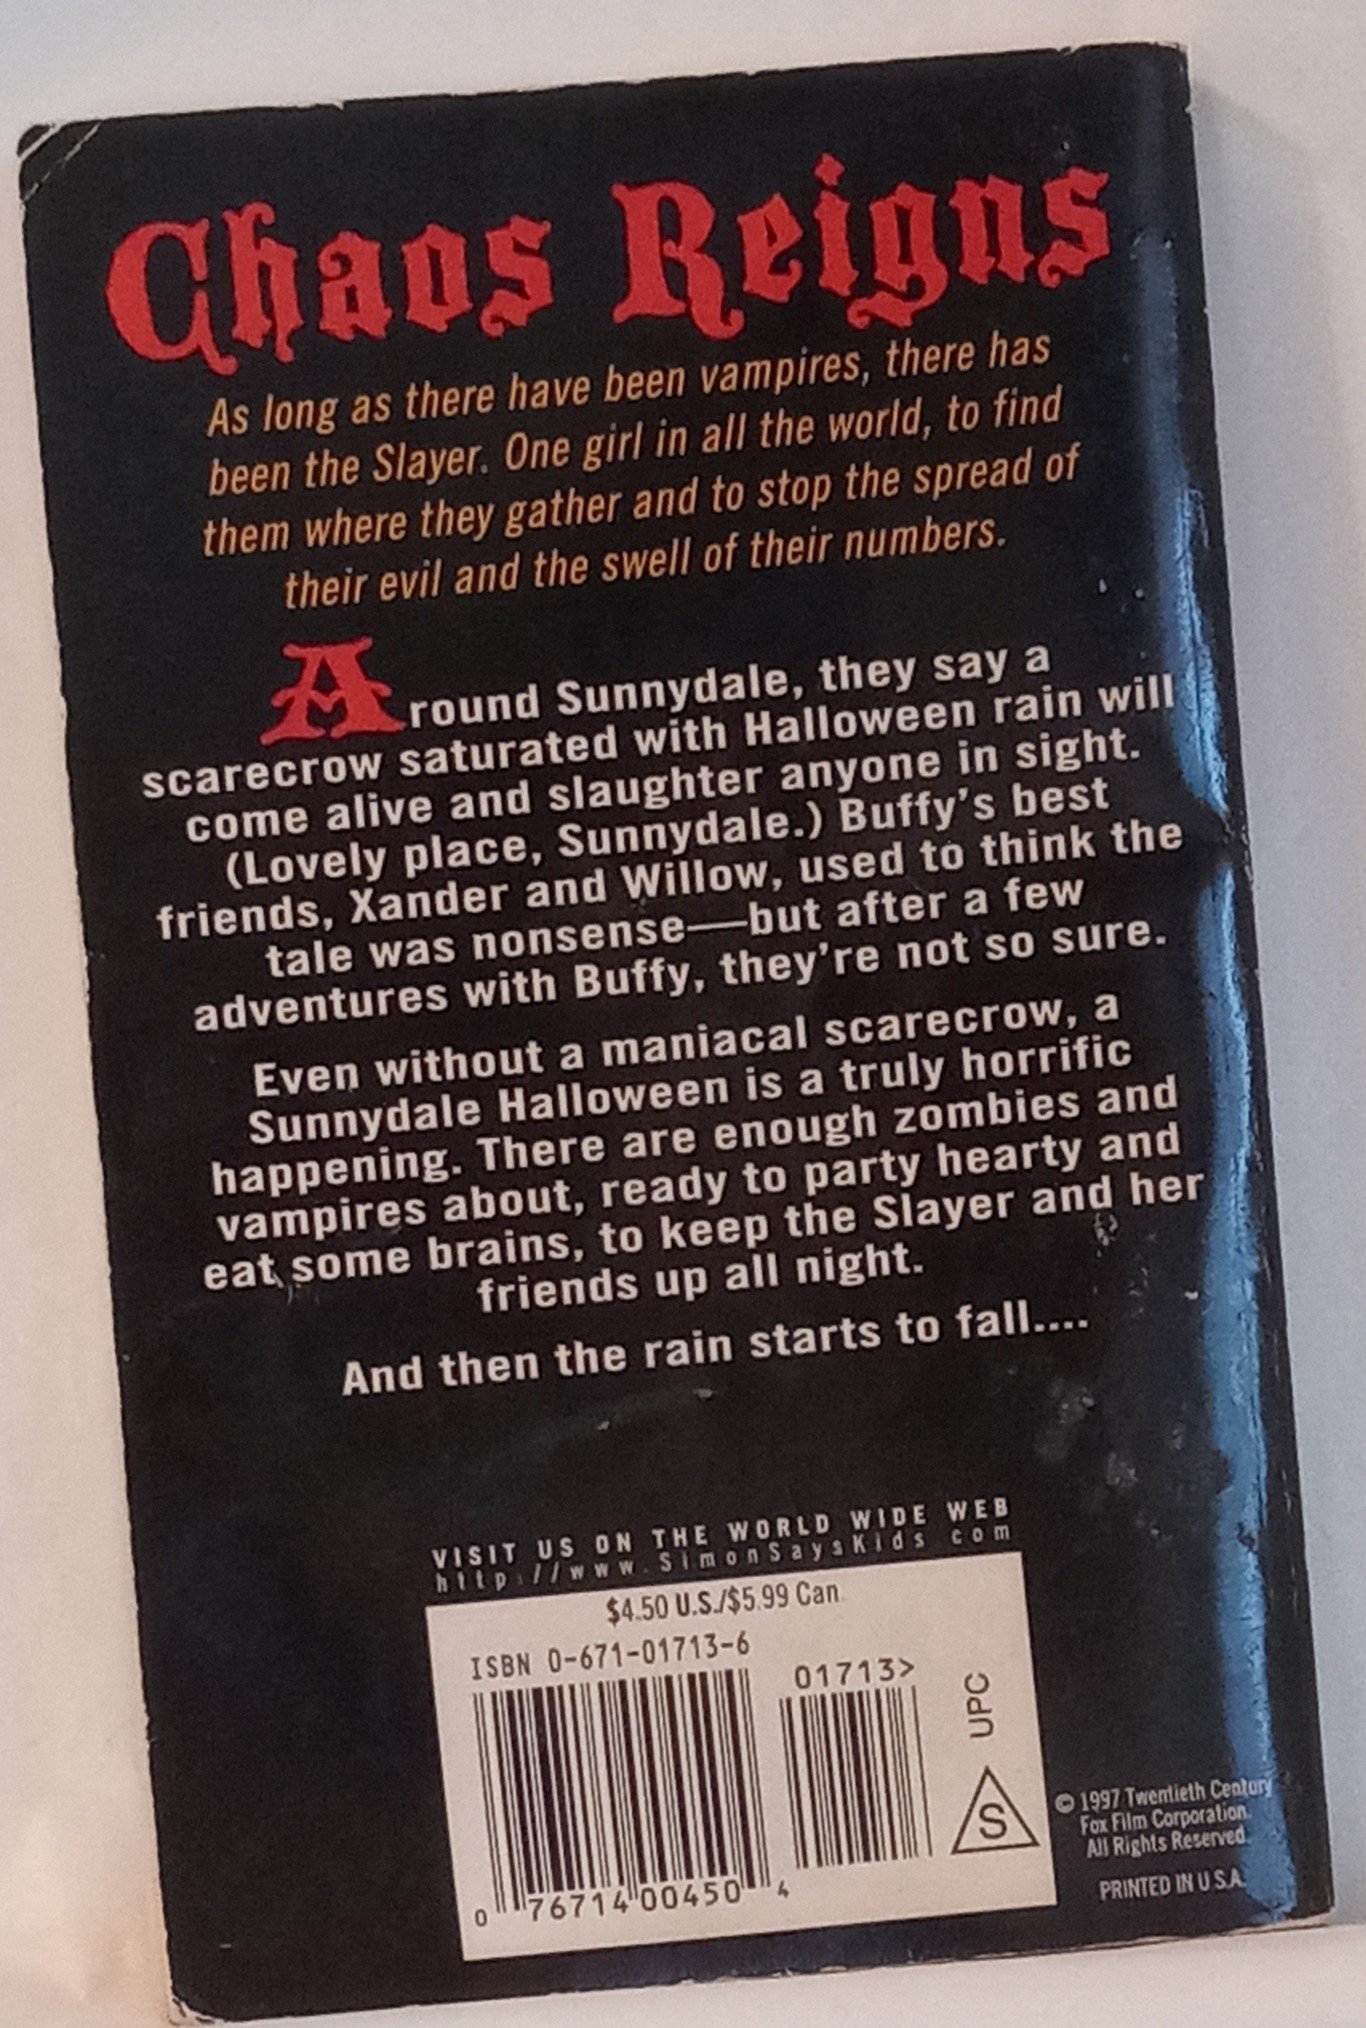 Chaos Reigns
As long as there have been vampires, there has
been the Slayer. One girl in all the world, to find
them where they gather and to stop the spread of
their evil and the swell of their numbers.
Around Sunnydale, they say a
scarecrow saturated with Halloween rain will
come alive and slaughter anyone in sight.
(Lovely place, Sunnydale.) Buffy's best
friends, Xander and Willow, used to think the
tale was nonsense—but after a few
adventures with Buffy, they're not so sure.
Even without a maniacal scarecrow, a
Sunnydale Halloween is a truly horrific
happening. There are enough zombies and
vampires about, ready to party hearty and
eat some brains, to keep the Slayer and her
friends up all night.
And then the rain starts to fall....
VISIT US ON THE WORLD WIDE WEB
http://www.SimonSaysKids.com
$4.50 U.S./$5.99 Can.
ISBN 0-671-01713-6
01713>
UPC
S
0 76714 00450 4
© 1997 Twentieth Century
Fox Film Corporation.
All Rights Reserved.
PRINTED IN U.S.A.